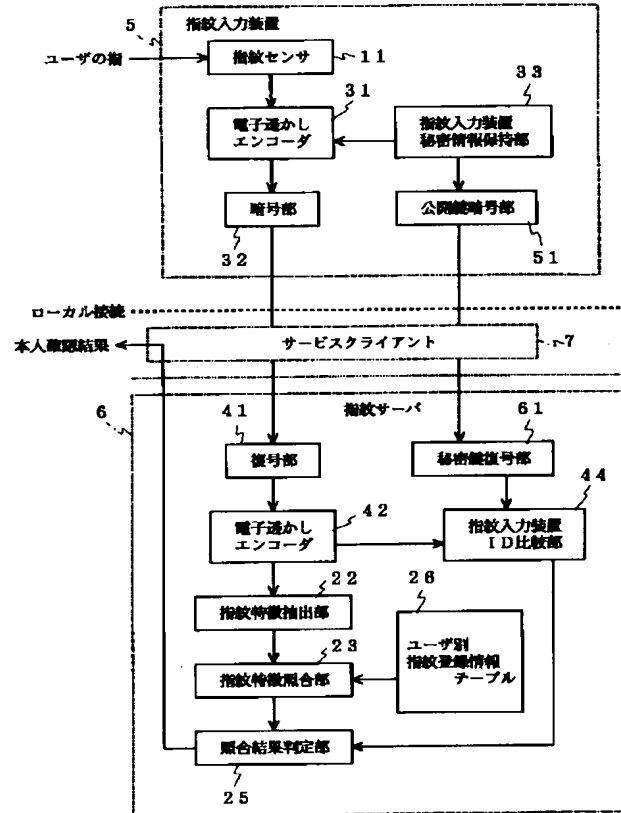 5
指紋入力装置
ユーザの指
指紋センサ
11
31
33
電子透かし
エンコーダ
指紋入力装置
秘密情報保持部
暗号部
公開鍵暗号部
32
51
ローカル接続
本人確認結果
サービスクライアント
7
6
指紋サーバ
41
61
復号部
秘密鍵復号部
42
44
電子透かし
エンコーダ
指紋入力装置
ID比較部
22
26
指紋特徴抽出部
23
ユーザ別
指紋登録情報
テーブル
指紋特徴照合部
照合結果判定部
25